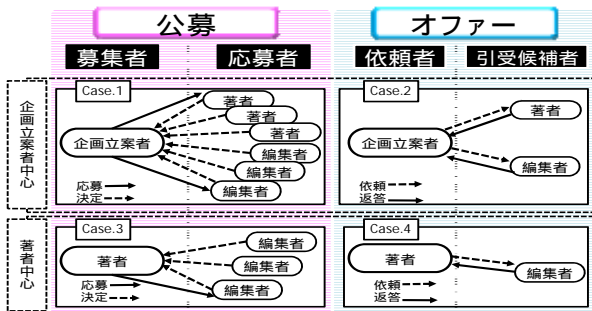 公募
オファー
募集者
応募者
依頼者
引受候補者
企画立案者中心
Case.1
企画立案者
著者
著者
著者
編集者
編集者
編集者
応募
決定
Case.2
企画立案者
著者
編集者
依頼
返答
著者中心
Case.3
著者
編集者
編集者
編集者
応募
決定
Case.4
著者
編集者
依頼
返答